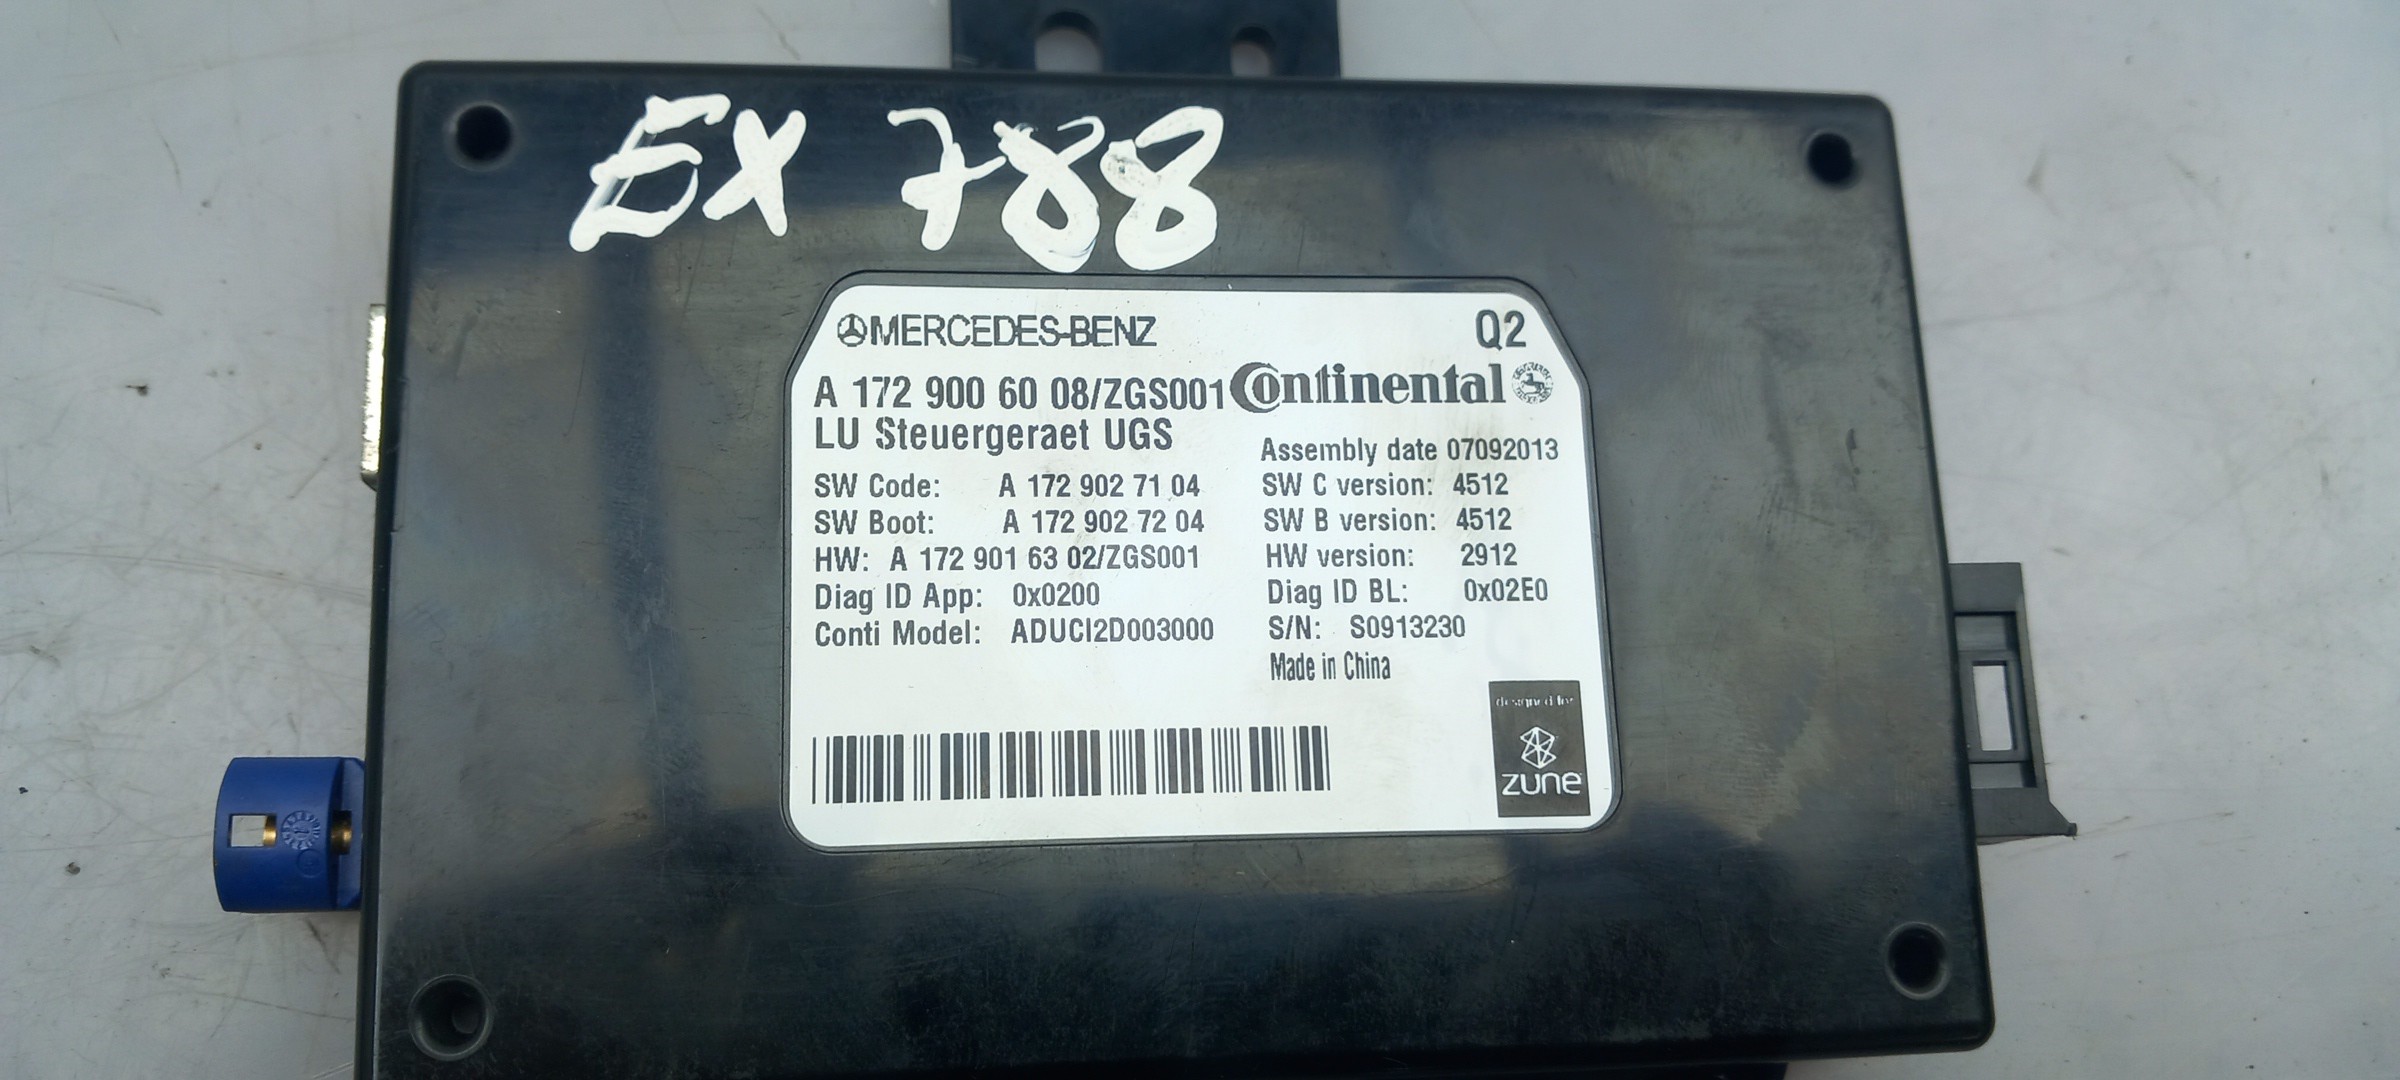 EX 788
MERCEDES-BENZ Q2
A 172 900 60 08/ZGS001 Continental
LU Steuergeraet UGS
Assembly date 07092013
SW Code: A 172 902 71 04 SW C version: 4512
SW Boot: A 172 902 72 04 SW B version: 4512
HW: A 172 901 63 02/ZGS001 HW version: 2912
Diag ID App: 0x0200 Diag ID BL: 0x02E0
Conti Model: ADUCI2D003000 S/N: S0913230
Made in China
designed for
zune